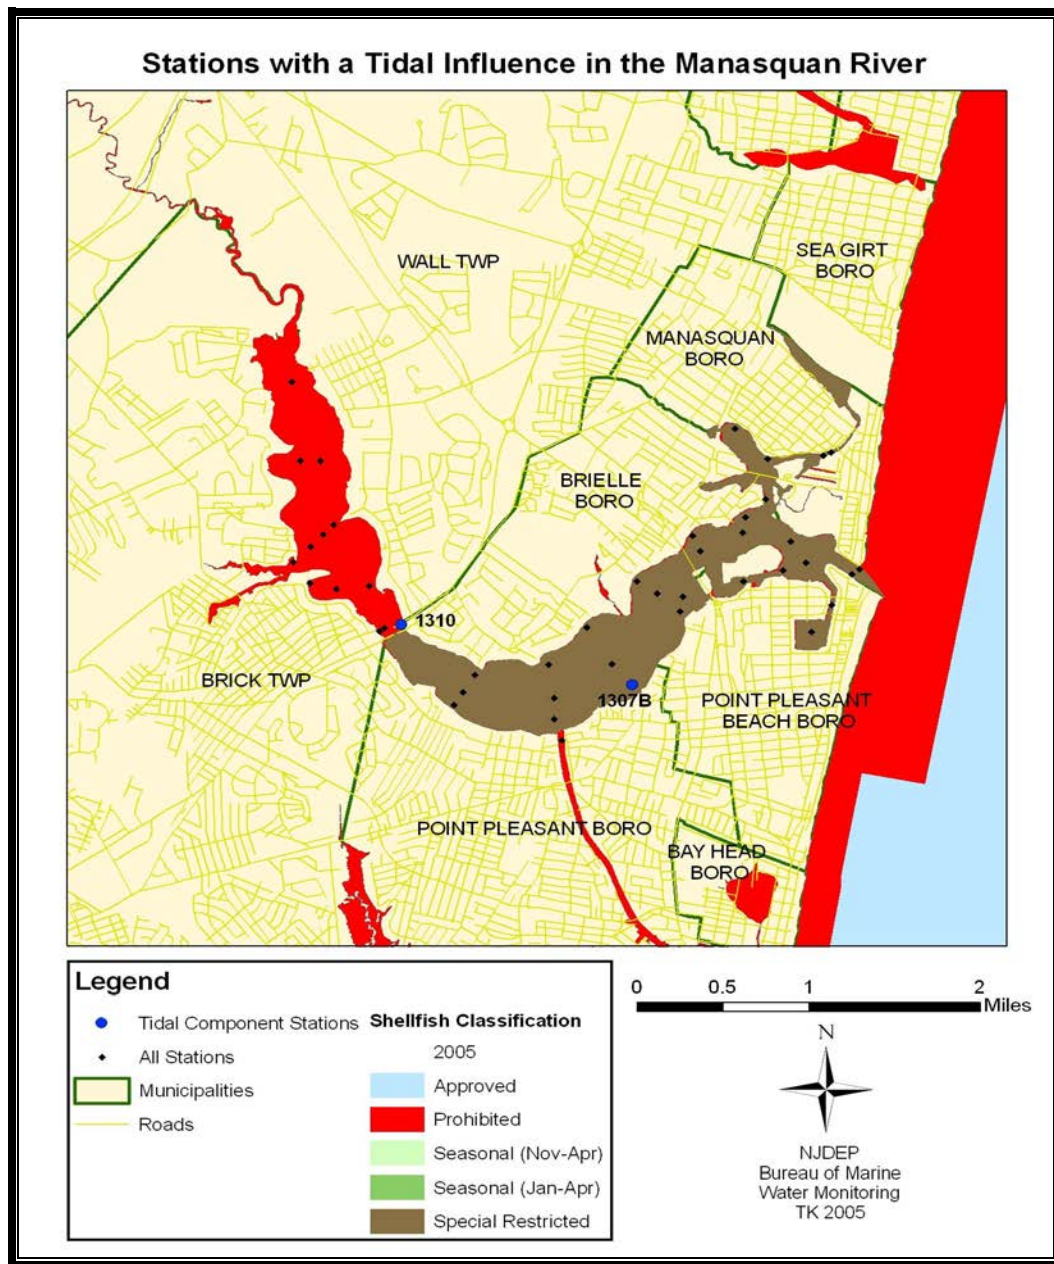 Stations with a Tidal Influence in the Manasquan River
WALL TWP
SEA GIRT
BORO
MANASQUAN
BORO
BRIELLE
BORO
1310
BRICK TWP
1307B
POINT PLEASANT
BEACH BORO
POINT PLEASANT BORO
BAY HEAD
BORO
Legend
Tidal Component Stations
All Stations
Municipalities
Roads
Shellfish Classification
2005
Approved
Prohibited
Seasonal (Nov-Apr)
Seasonal (Jan-Apr)
Special Restricted
0 0.5 1 2
Miles
N
NJDEP
Bureau of Marine
Water Monitoring
TK 2005